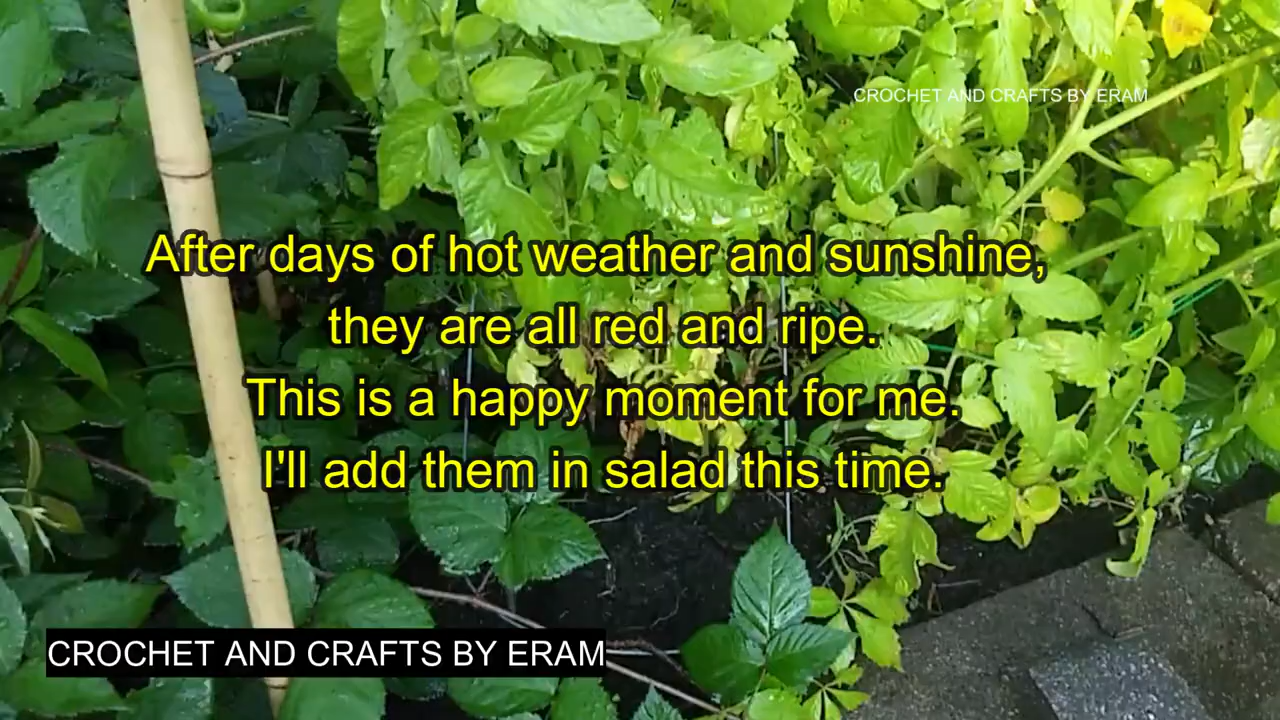 CROCHET AND CRAFTS BY ERAM
After days of hot weather and sunshine,
they are all red and ripe.
This is a happy moment for me.
I'll add them in salad this time.
CROCHET AND CRAFTS BY ERAM